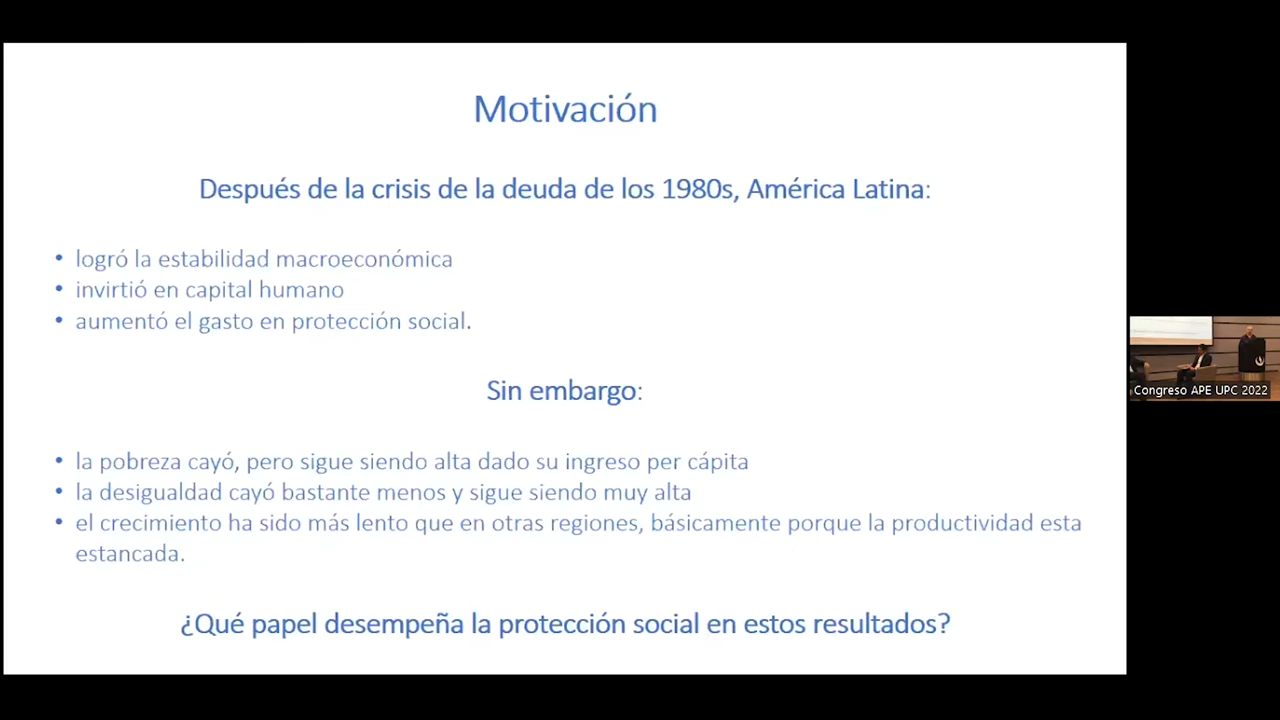 Motivación
Después de la crisis de la deuda de los 1980s, América Latina:
• logró la estabilidad macroeconómica
• invirtió en capital humano
• aumentó el gasto en protección social.
Sin embargo:
• la pobreza cayó, pero sigue siendo alta dado su ingreso per cápita
• la desigualdad cayó bastante menos y sigue siendo muy alta
• el crecimiento ha sido más lento que en otras regiones, básicamente porque la productividad esta
estancada.
¿Qué papel desempeña la protección social en estos resultados?
Congreso APE UPC 2022